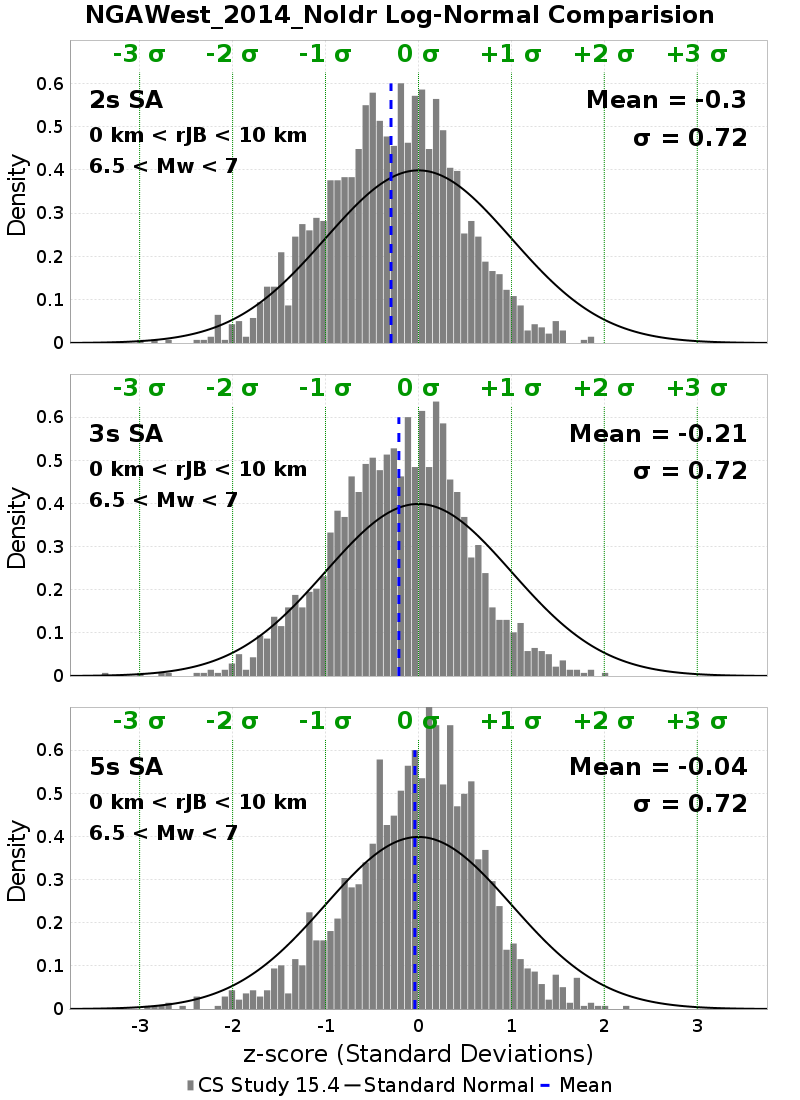 NGAWest_2014_NoIdr Log-Normal Comparision
-3 σ -2 σ -1 σ 0 σ +1 σ +2 σ +3 σ
2s SA
Mean = -0.3
0 km < rJB < 10 km
σ = 0.72
6.5 < Mw < 7
Density
0.6
0.5
0.4
0.3
0.2
0.1
0
-3 σ -2 σ -1 σ 0 σ +1 σ +2 σ +3 σ
3s SA
Mean = -0.21
0 km < rJB < 10 km
σ = 0.72
6.5 < Mw < 7
Density
0.6
0.5
0.4
0.3
0.2
0.1
0
-3 σ -2 σ -1 σ 0 σ +1 σ +2 σ +3 σ
5s SA
Mean = -0.04
0 km < rJB < 10 km
σ = 0.72
6.5 < Mw < 7
Density
0.6
0.5
0.4
0.3
0.2
0.1
0
-3 -2 -1 0 1 2 3
z-score (Standard Deviations)
CS Study 15.4 Standard Normal Mean